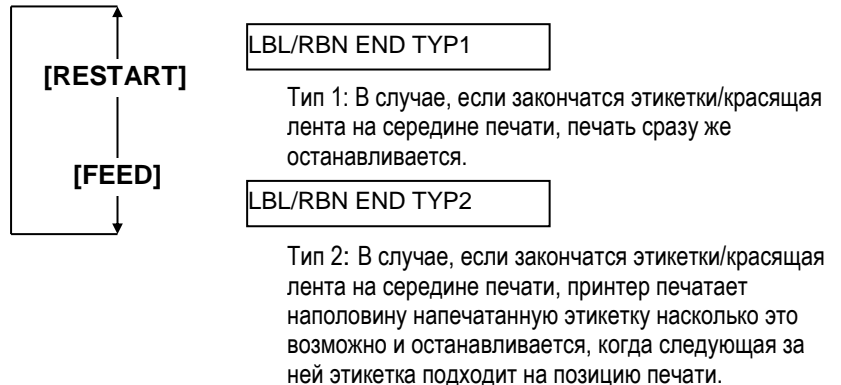 LBL/RBN END TYP1
[RESTART]
Тип 1: В случае, если закончатся этикетки/красящая
лента на середине печати, печать сразу же
останавливается.
[FEED]
LBL/RBN END TYP2
Тип 2: В случае, если закончатся этикетки/красящая
лента на середине печати, принтер печатает
наполовину напечатанную этикетку насколько это
возможно и останавливается, когда следующая за
ней этикетка подходит на позицию печати.